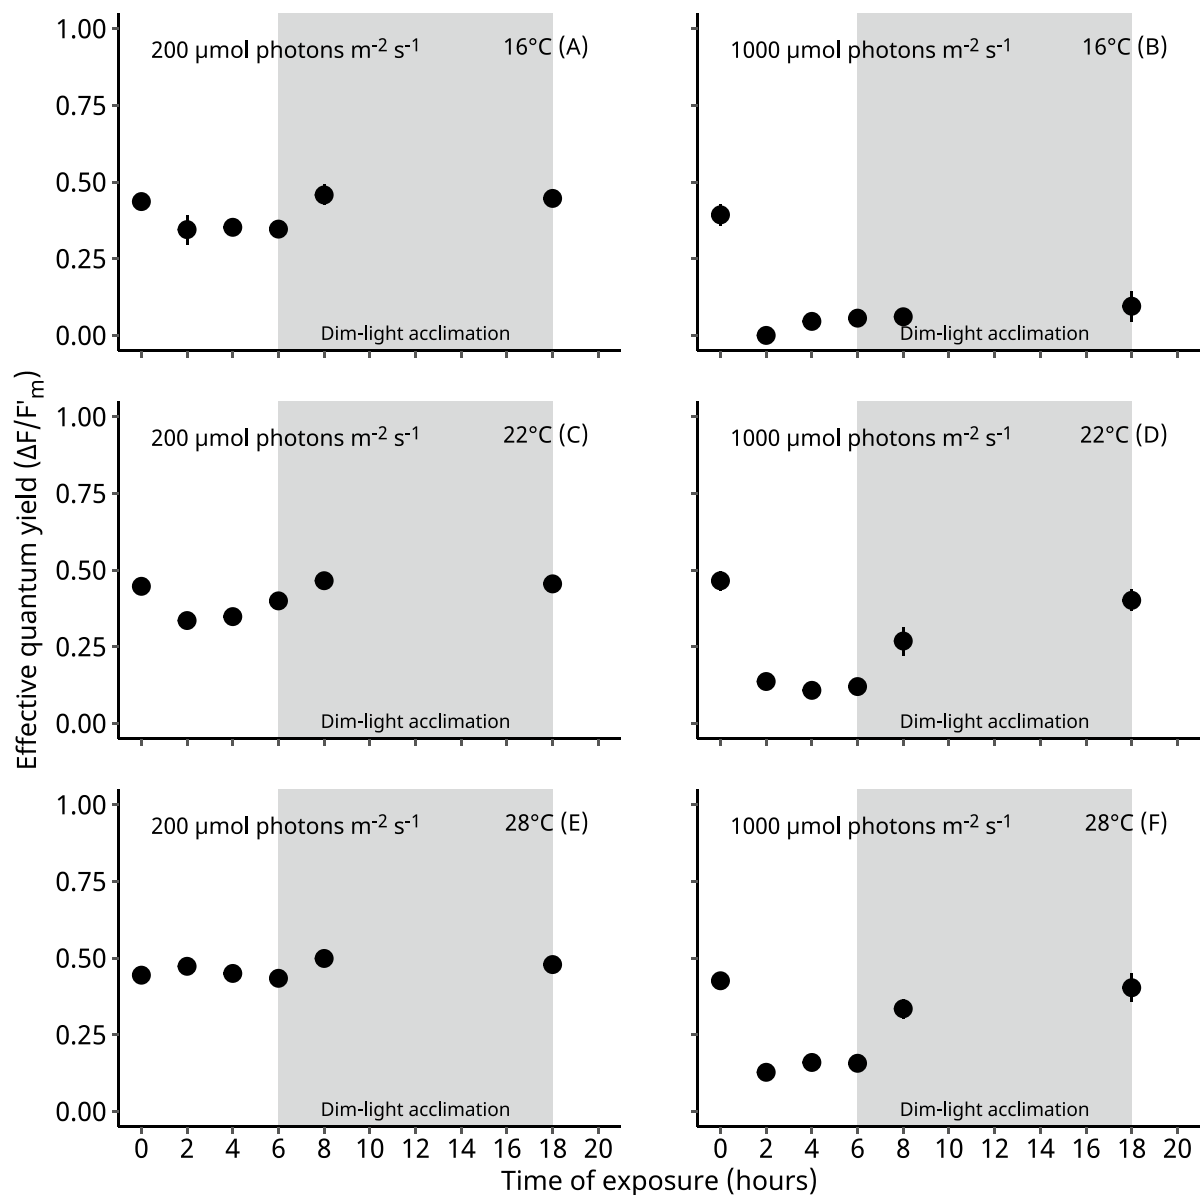 1.00
200 µmol photons m-2 s-1 16°C (A)
1000 µmol photons m-2 s-1 16°C (B)
0.75
0.50
0.25
0.00
Dim-light acclimation
Dim-light acclimation
Effective quantum yield (ΔF/F'm)
1.00
200 µmol photons m-2 s-1 22°C (C)
1000 µmol photons m-2 s-1 22°C (D)
0.75
0.50
0.25
0.00
Dim-light acclimation
Dim-light acclimation
1.00
200 µmol photons m-2 s-1 28°C (E)
1000 µmol photons m-2 s-1 28°C (F)
0.75
0.50
0.25
0.00
Dim-light acclimation
Dim-light acclimation
0 2 4 6 8 10 12 14 16 18 20
0 2 4 6 8 10 12 14 16 18 20
Time of exposure (hours)